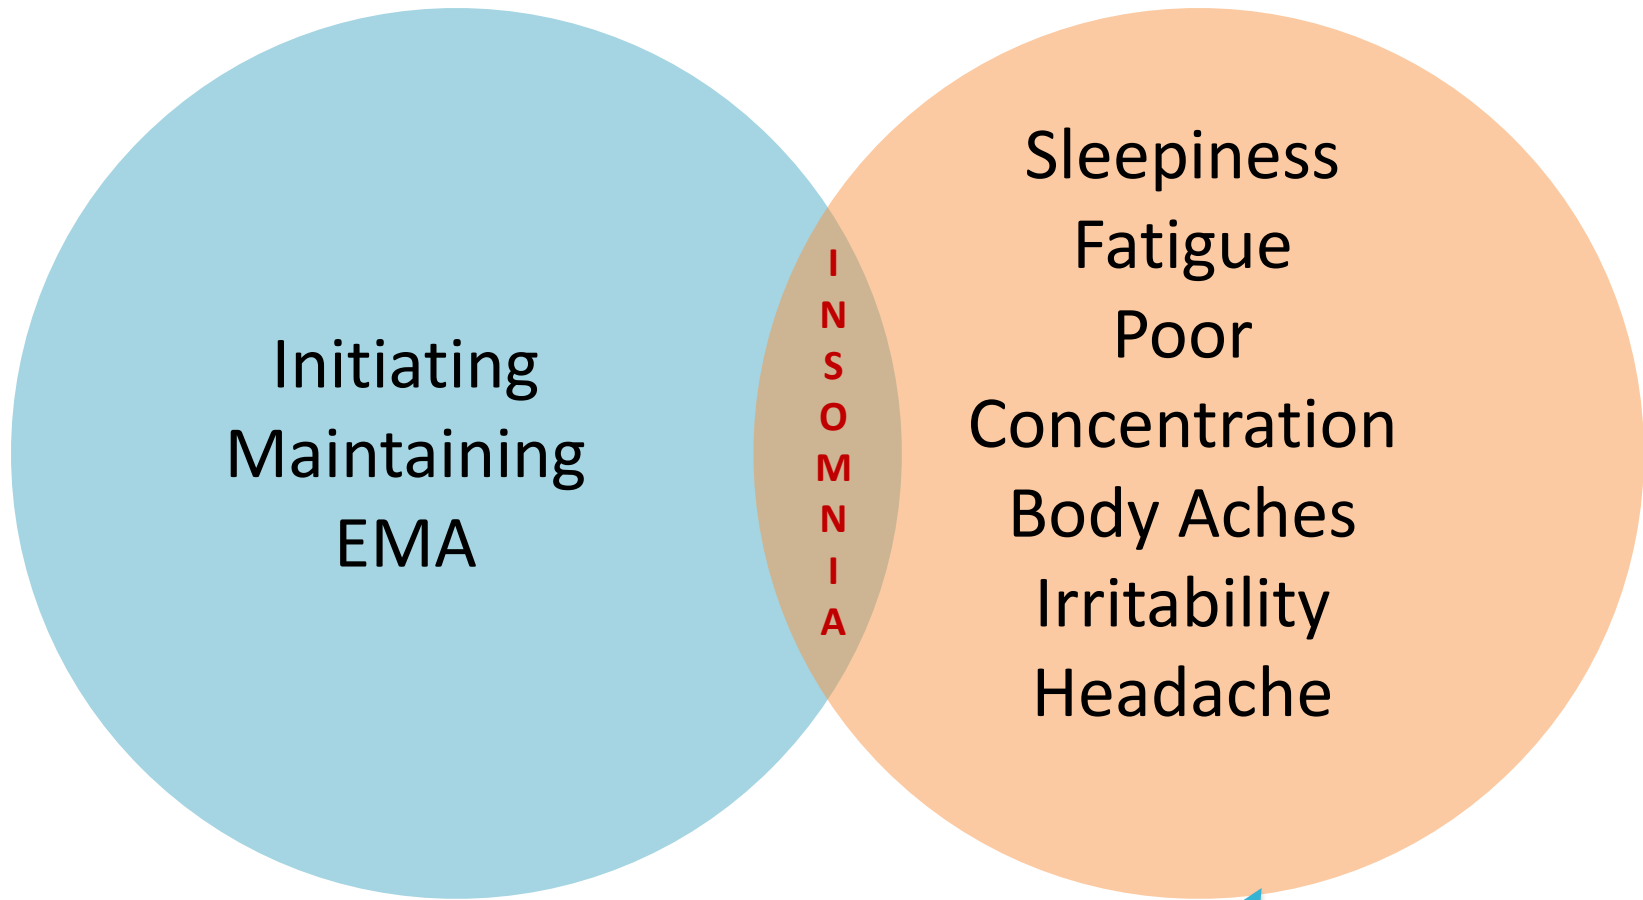 Initiating
Maintaining
EMA
I
N
S
O
M
N
I
A
Sleepiness
Fatigue
Poor
Concentration
Body Aches
Irritability
Headache